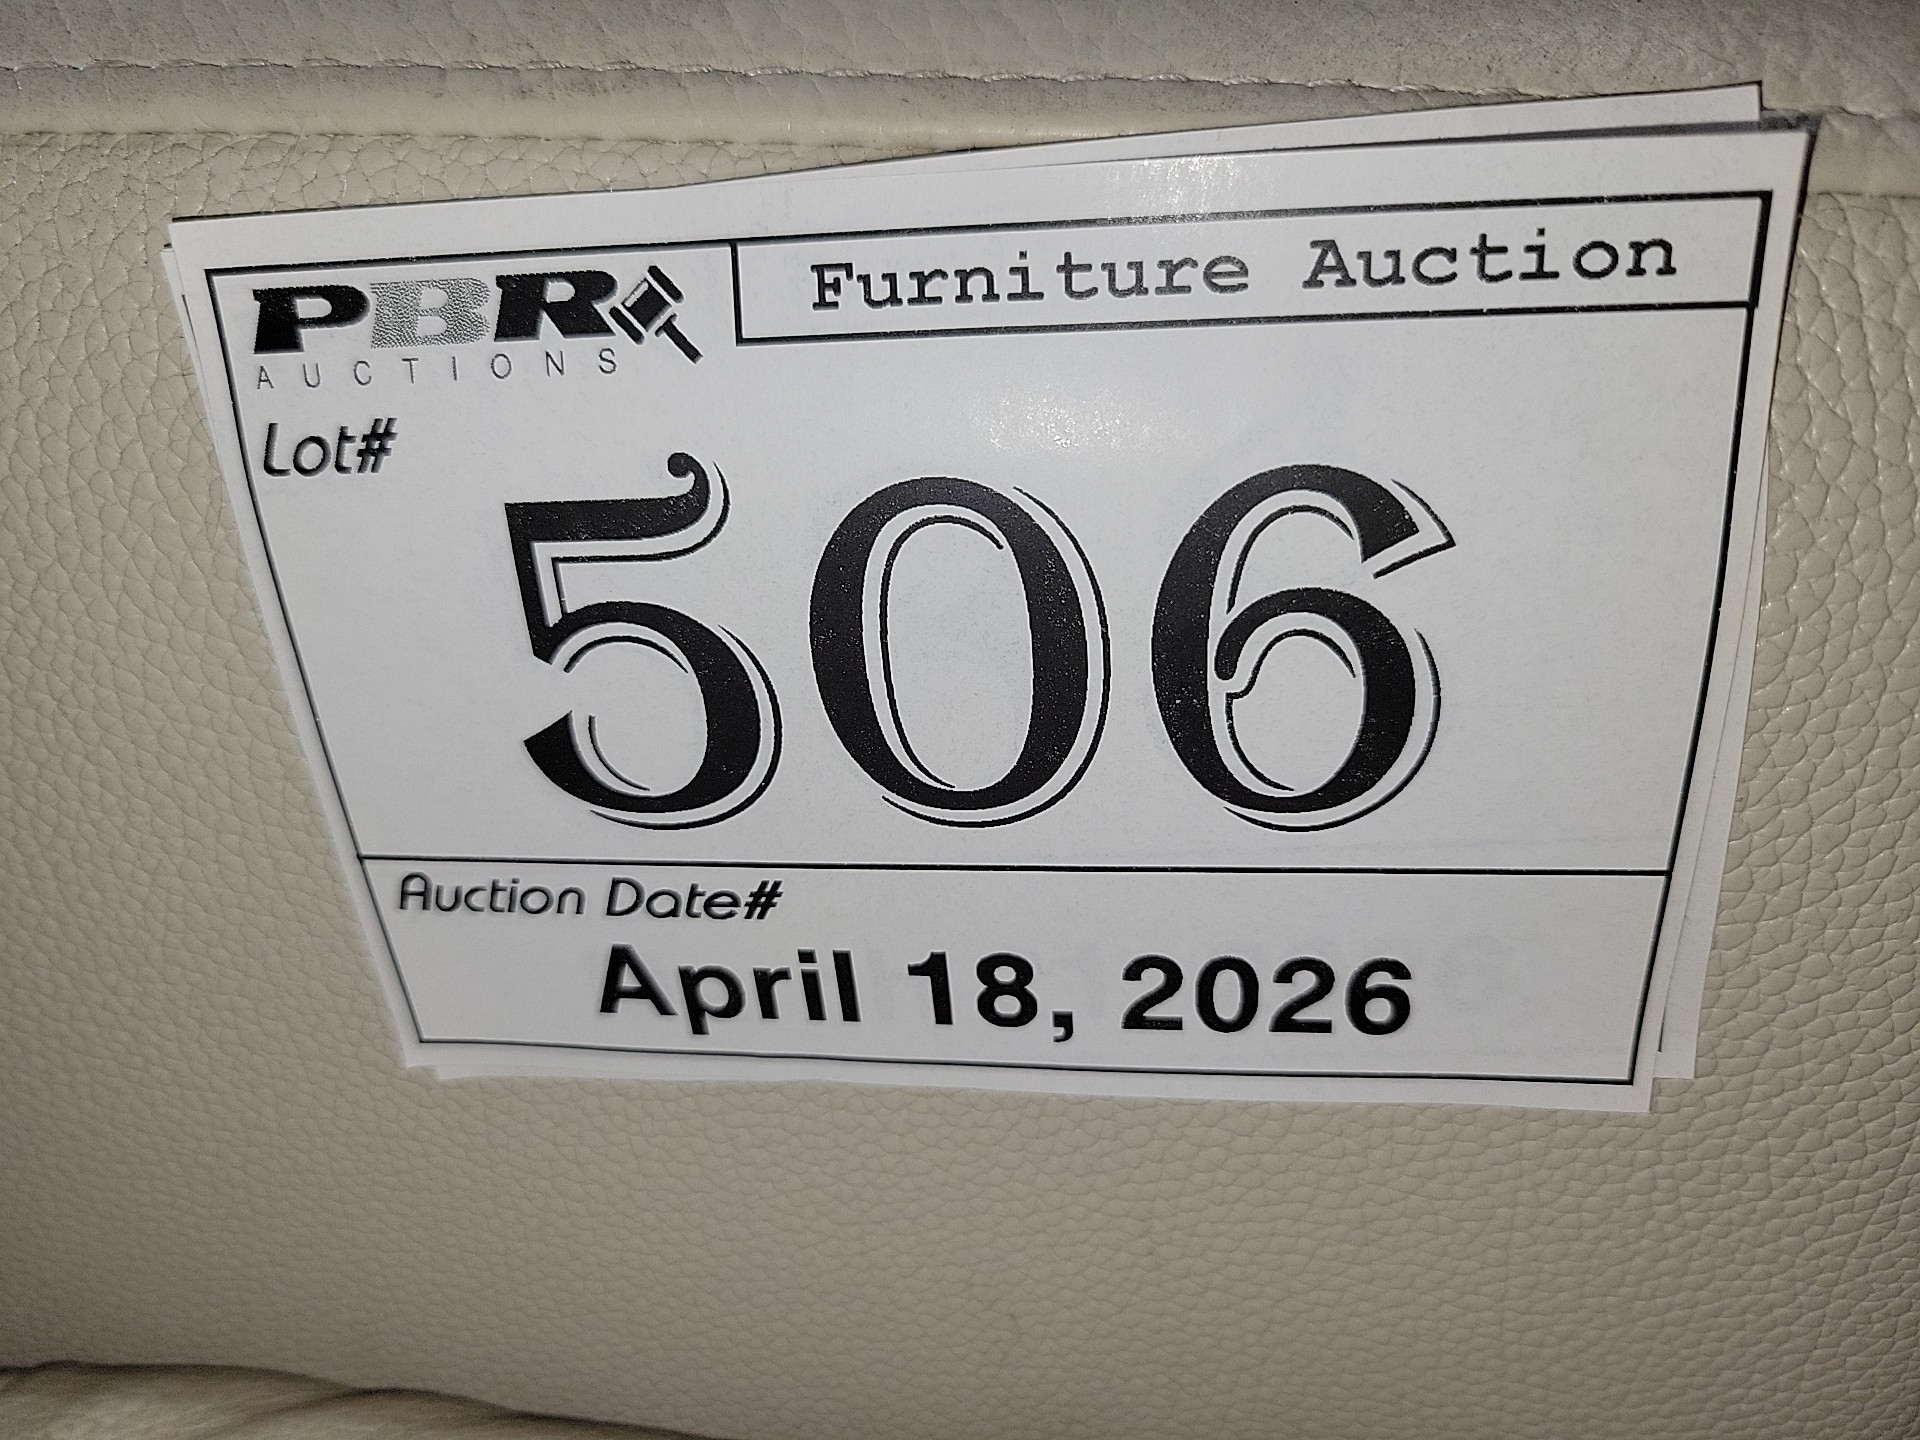 PBR
AUCTIONS
Furniture Auction
Lot#
506
Auction Date#
April 18, 2026